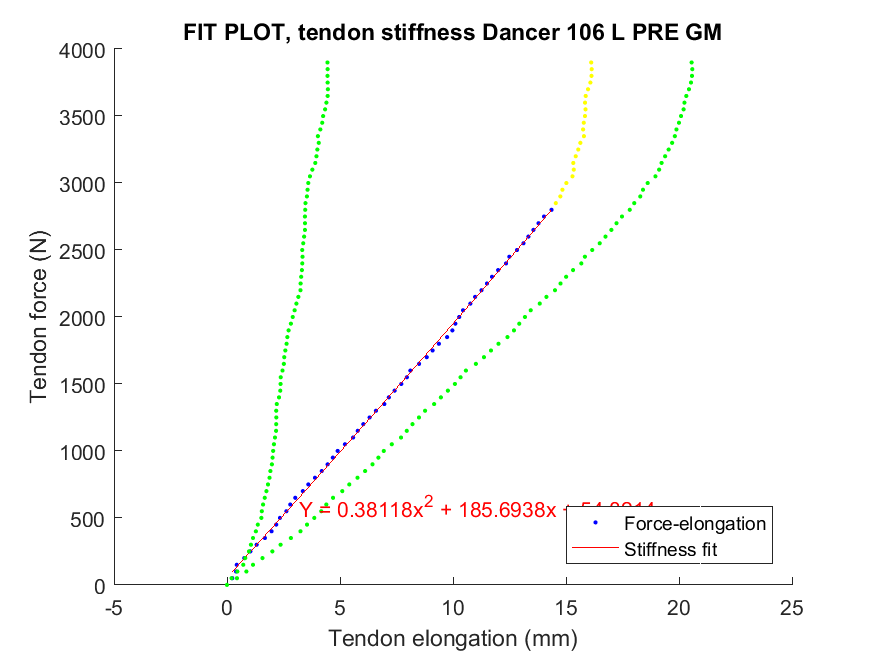 FIT PLOT, tendon stiffness Dancer 106 L PRE GM
4000
3500
3000
2500
2000
1500
1000
500
0
Tendon force (N)
Y = 0.38118x² + 185.6938x +
Force-elongation
Stiffness fit
-5
0
5
10
15
20
25
Tendon elongation (mm)